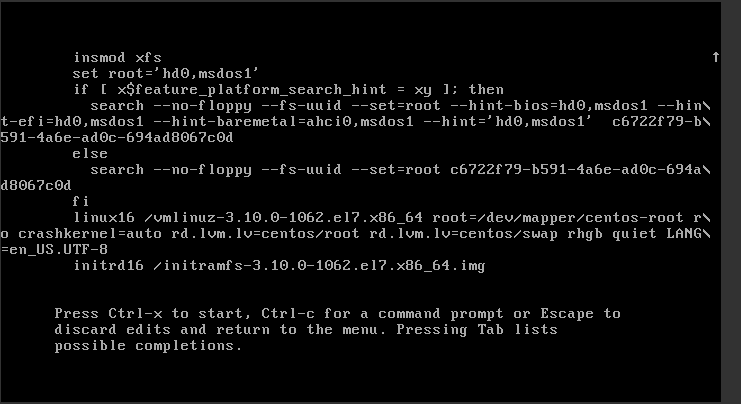 insmod xfs
↑
set root='hd0,msdos1'
if [ x$feature_platform_search_hint = xy ]; then
search --no-floppy --fs-uuid --set=root --hint-bios=hd0,msdos1 --hin\
t-efi=hd0,msdos1 --hint-baremetal=ahci0,msdos1 --hint='hd0,msdos1'  c6722f79-b\
591-4a6e-ad0c-694ad8067c0d
else
search --no-floppy --fs-uuid --set=root c6722f79-b591-4a6e-ad0c-694a\
d8067c0d
fi
linux16 /vmlinuz-3.10.0-1062.el7.x86_64 root=/dev/mapper/centos-root r\
o crashkernel=auto rd.lvm.lv=centos/root rd.lvm.lv=centos/swap rhgb quiet LANG\
=en_US.UTF-8
initrd16 /initramfs-3.10.0-1062.el7.x86_64.img
Press Ctrl-x to start, Ctrl-c for a command prompt or Escape to
discard edits and return to the menu. Pressing Tab lists
possible completions.